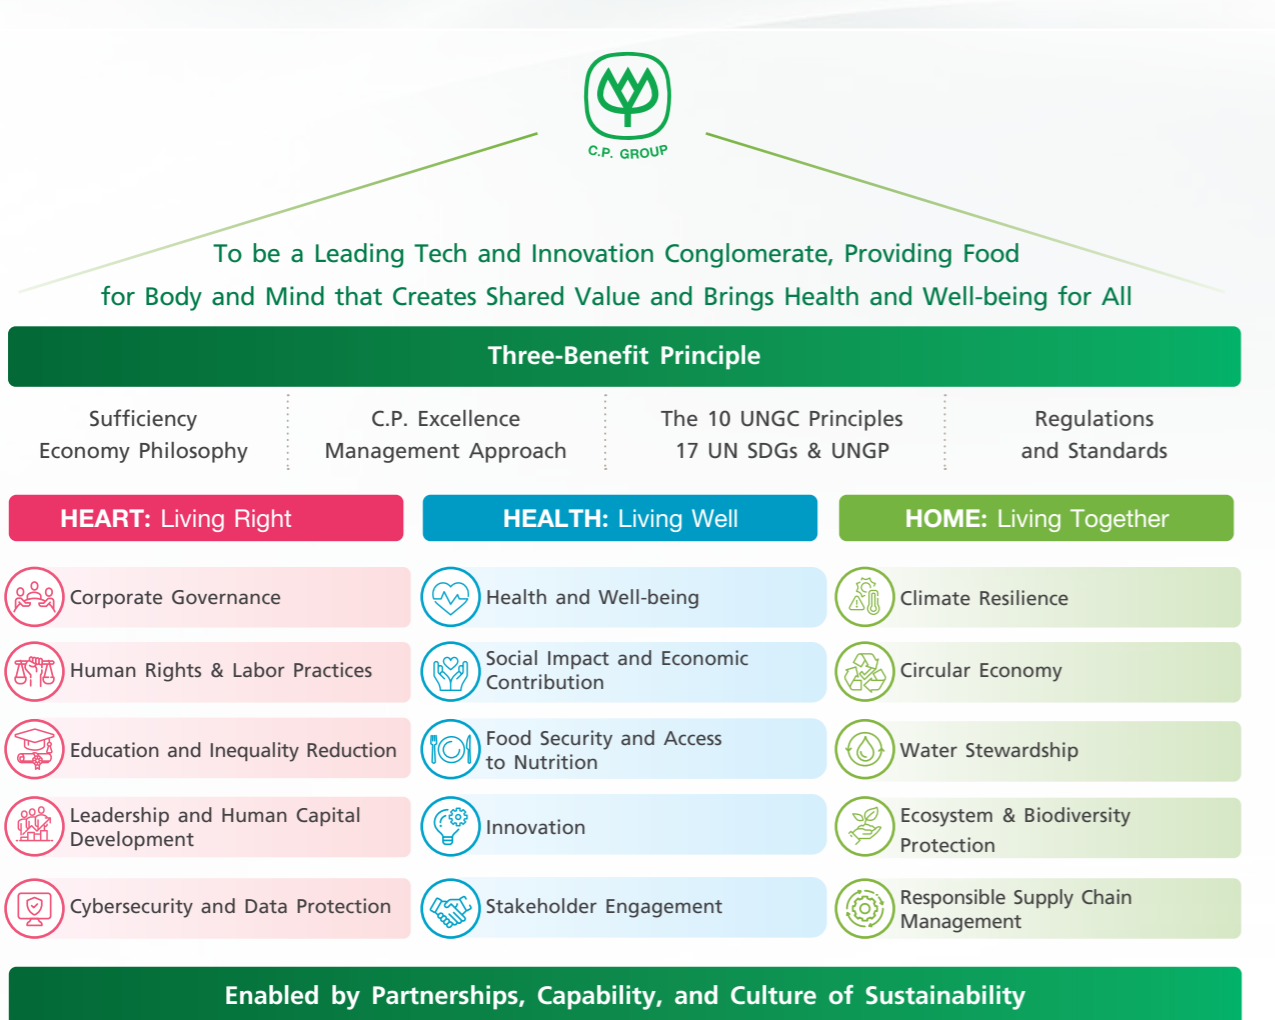 C.P. GROUP
To be a Leading Tech and Innovation Conglomerate, Providing Food
for Body and Mind that Creates Shared Value and Brings Health and Well-being for All
Three-Benefit Principle
Sufficiency
Economy Philosophy
C.P. Excellence
Management Approach
The 10 UNGC Principles
17 UN SDGs & UNGP
Regulations
and Standards
HEART: Living Right
Corporate Governance
Human Rights & Labor Practices
Education and Inequality Reduction
Leadership and Human Capital
Development
Cybersecurity and Data Protection
HEALTH: Living Well
Health and Well-being
Social Impact and Economic
Contribution
Food Security and Access
to Nutrition
Innovation
Stakeholder Engagement
HOME: Living Together
Climate Resilience
Circular Economy
Water Stewardship
Ecosystem & Biodiversity
Protection
Responsible Supply Chain
Management
Enabled by Partnerships, Capability, and Culture of Sustainability